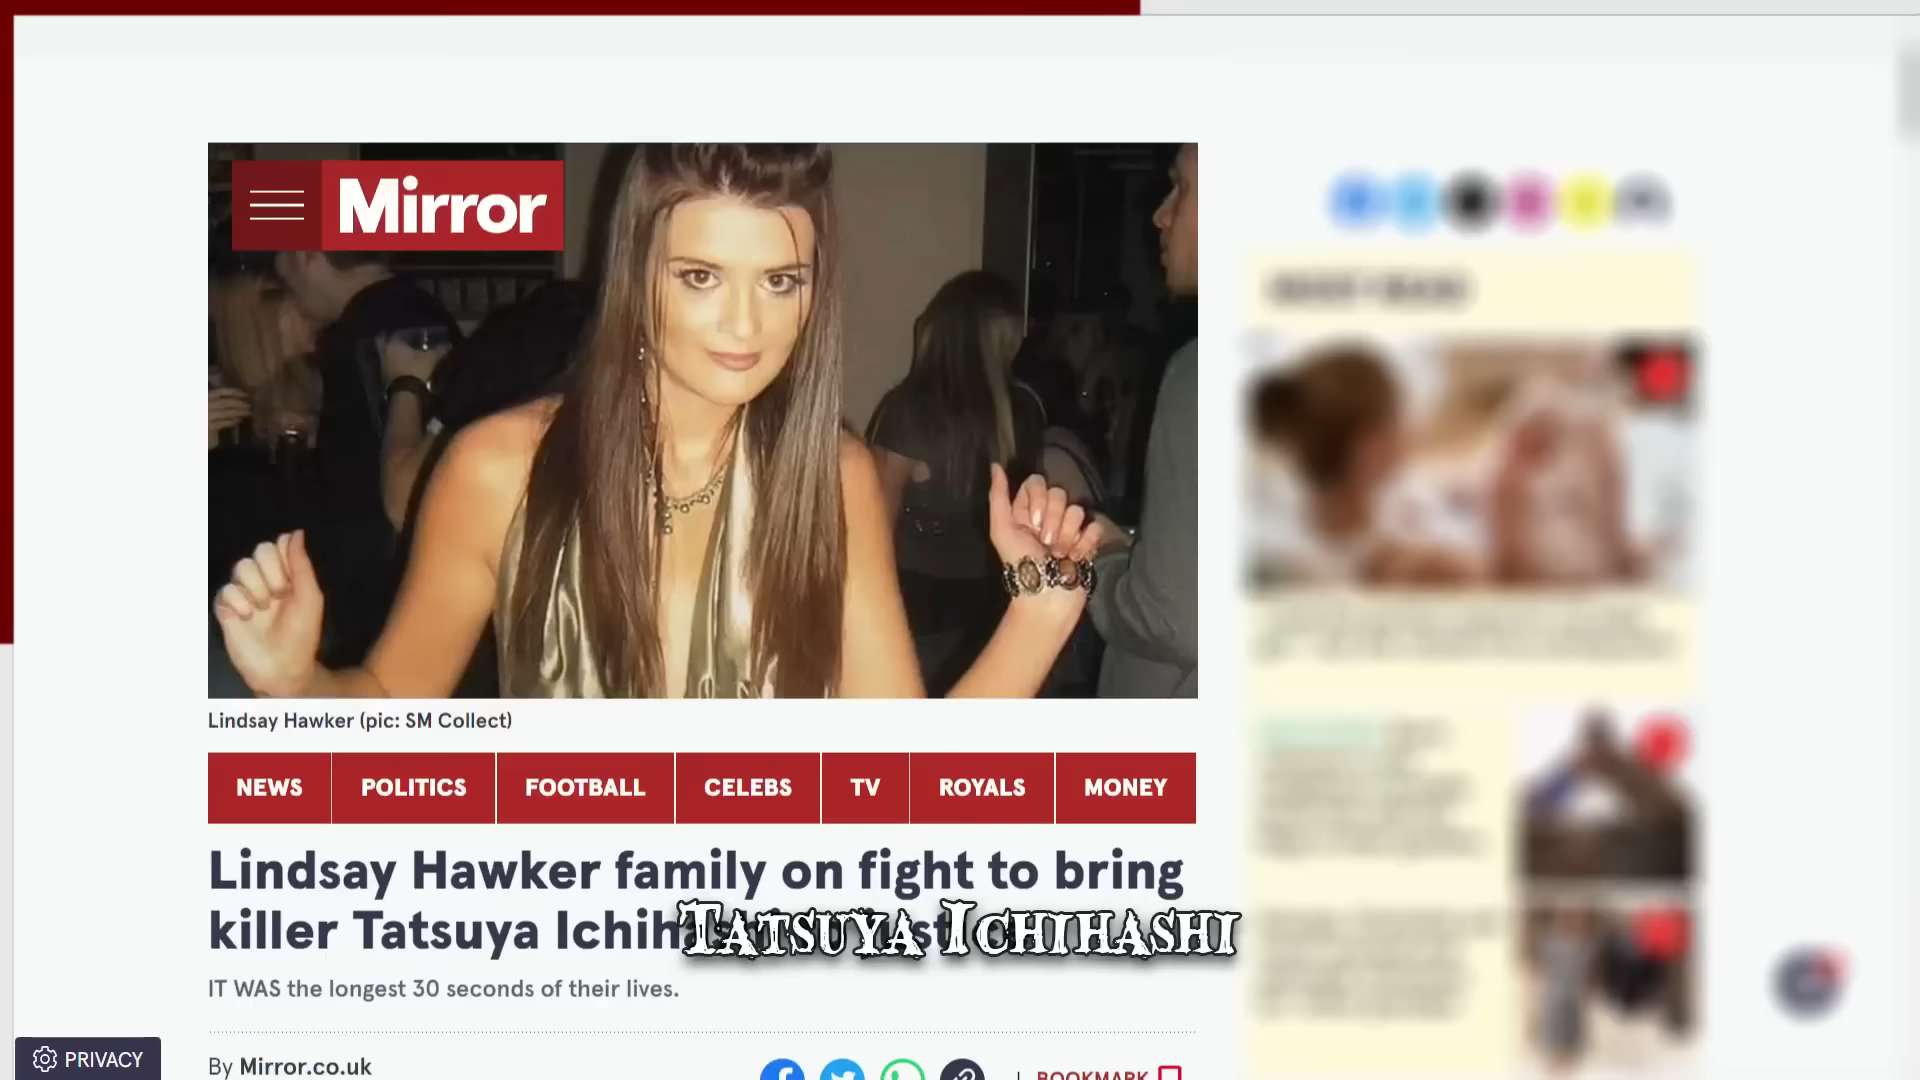 Mirror
Lindsay Hawker (pic: SM Collect)
NEWS POLITICS FOOTBALL CELEBS TV ROYALS MONEY
Lindsay Hawker family on fight to bring
killer Tatsuya
Tatsuya Ichihashi
IT WAS the longest 30 seconds of their lives.
By Mirror.co.uk
BOOKMARK
PRIVACY